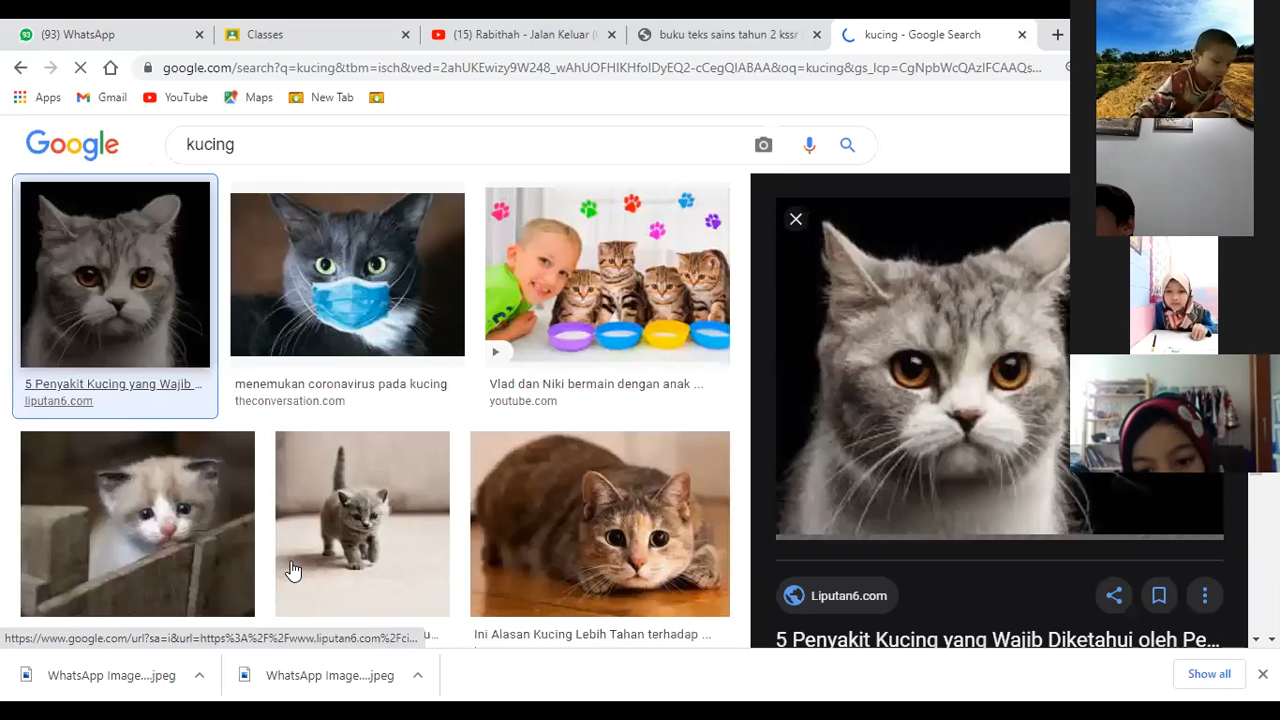 (93) WhatsApp
Classes
(15) Rabithah - Jalan Keluar (
buku teks sains tahun 2 kssr
kucing - Google Search
google.com/search?q=kucing&tbm=isch&ved=2ahUKEwizy9W25_wAhUOFHIKHfolDyEQ2-cCegQIABAA&oq=kucing&gs_lcp=CgNpbWcQAzIFCAAQs...
Apps
Gmail
YouTube
Maps
New Tab
Google
kucing
5 Penyakit Kucing yang Wajib ...
liputan6.com
menemukan coronavirus pada kucing
theconversation.com
Vlad dan Niki bermain dengan anak ...
youtube.com
Liputan6.com
Ini Alasan Kucing Lebih Tahan terhadap ...
https://www.google.com/url?sa=i&url=https%3A%2F%2Fwww.liputan6.com%2Fci...
u...
5 Penyakit Kucing yang Wajib Diketahui oleh Pe...
WhatsApp Image....jpeg
WhatsApp Image....jpeg
Show all